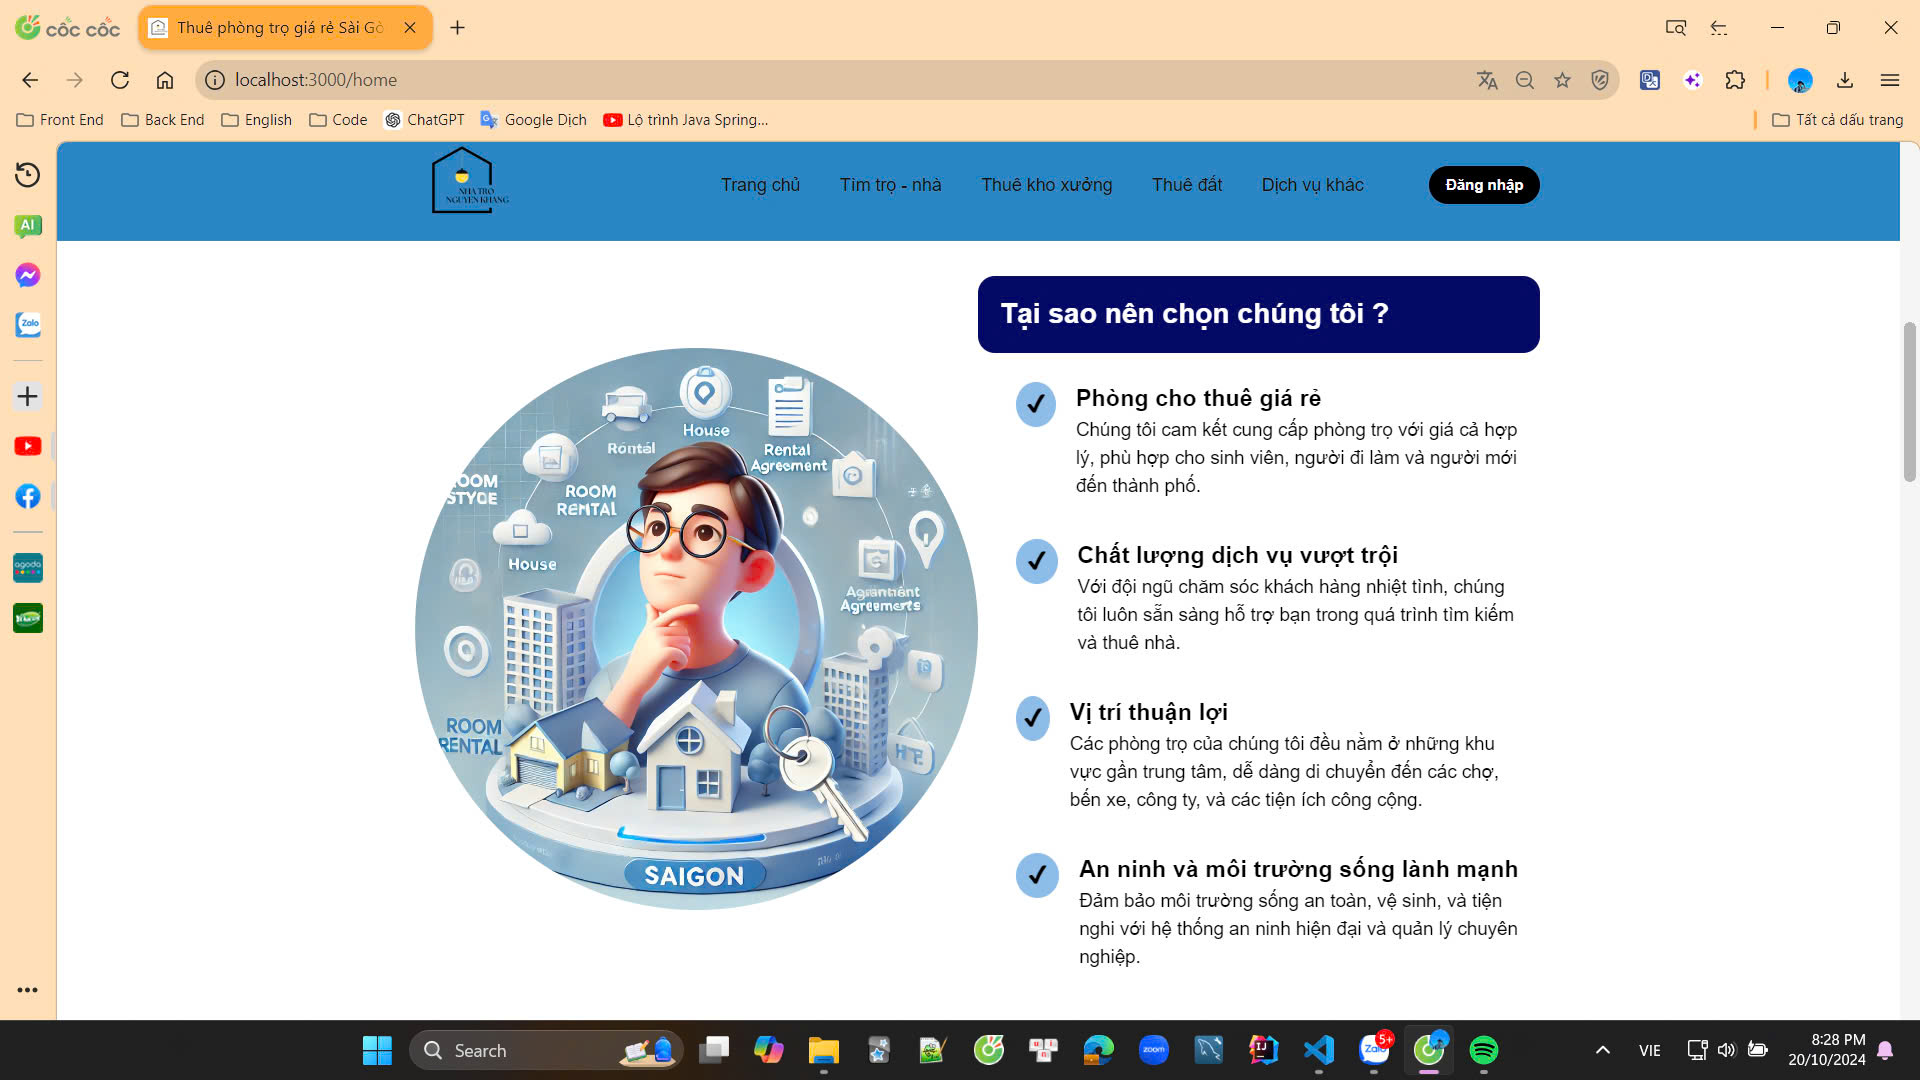 cốc cốc
Thuê phòng trọ giá rẻ Sài Gò
localhost:3000/home
Front End
Back End
English
Code
ChatGPT
Google Dịch
Lộ trình Java Spring...
Tất cả dấu trang
AI
Zalo
agoda
NHÀ TRỌ
NGUYÊN KHANG
Trang chủ
Tìm trọ - nhà
Thuê kho xưởng
Thuê đất
Dịch vụ khác
Đăng nhập
Tại sao nên chọn chúng tôi ?
House
Rental
Agreement
ROOM
RENTAL
House
Agreements
ROOM
RENTAL
SAIGON
Phòng cho thuê giá rẻ
Chúng tôi cam kết cung cấp phòng trọ với giá cả hợp
lý, phù hợp cho sinh viên, người đi làm và người mới
đến thành phố.
Chất lượng dịch vụ vượt trội
Với đội ngũ chăm sóc khách hàng nhiệt tình, chúng
tôi luôn sẵn sàng hỗ trợ bạn trong quá trình tìm kiếm
và thuê nhà.
Vị trí thuận lợi
Các phòng trọ của chúng tôi đều nằm ở những khu
vực gần trung tâm, dễ dàng di chuyển đến các chợ,
bến xe, công ty, và các tiện ích công cộng.
An ninh và môi trường sống lành mạnh
Đảm bảo môi trường sống an toàn, vệ sinh, và tiện
nghi với hệ thống an ninh hiện đại và quản lý chuyên
nghiệp.
Search
zoom
Zalo
5+
VIE
8:28 PM
20/10/2024